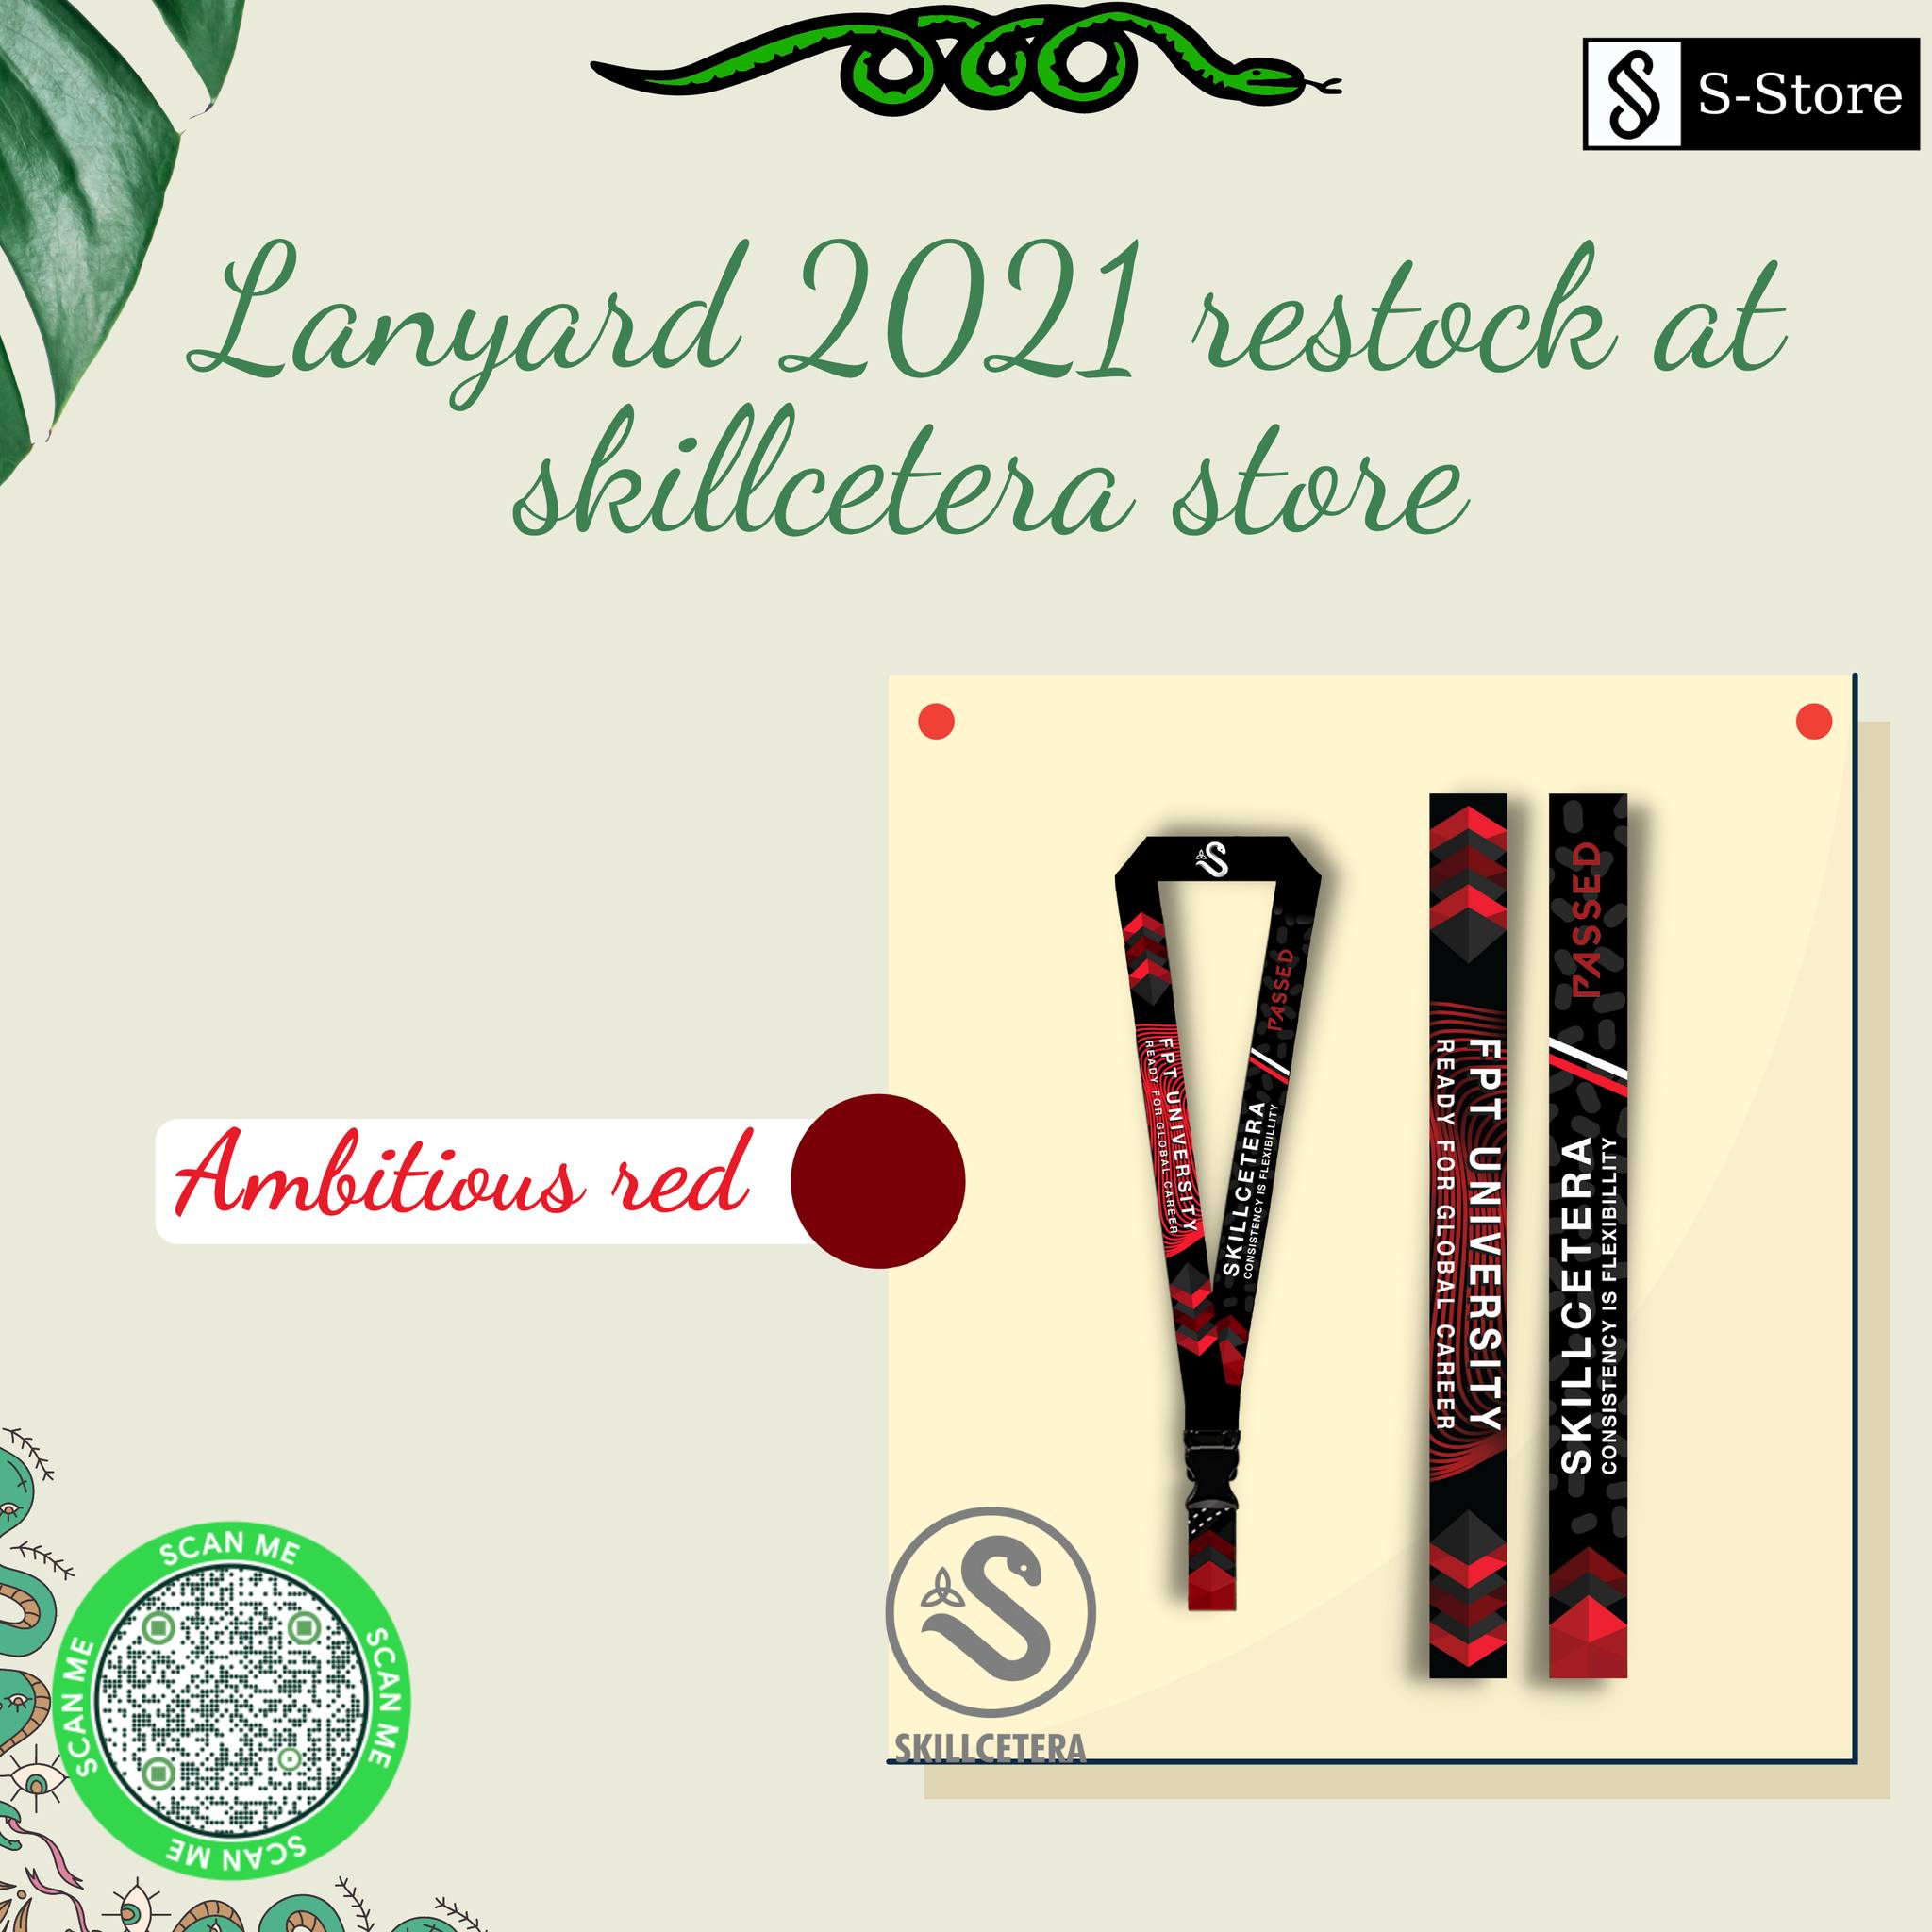 S-Store
Lanyard 2021 restock at
skillcetera store
Ambitious red
PASSED
FPT UNIVERSITY
READY FOR GLOBAL CAREER
SKILLCETERA
CONSISTENCY IS FLEXIBILLITY
FPT UNIVERSITY
READY FOR GLOBAL CAREER
PASSED
SKILLCETERA
CONSISTENCY IS FLEXIBILLITY
SKILLCETERA
SCAN ME
SCAN ME
SCAN ME
SCAN ME